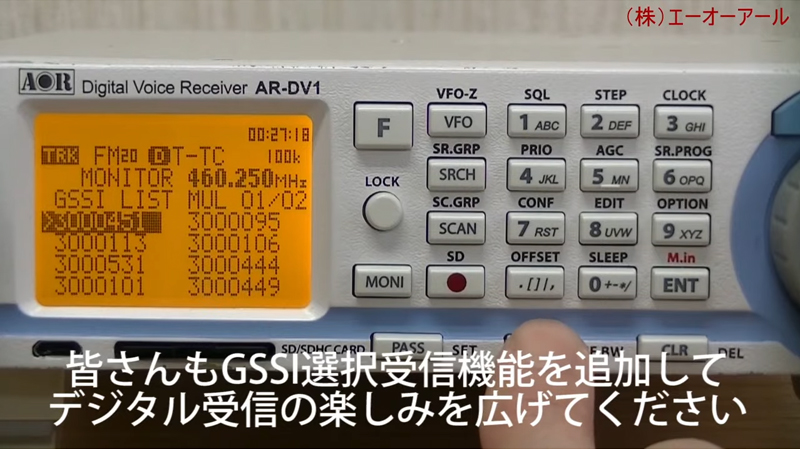 （株）エーオーアール
AOR Digital Voice Receiver AR-DV1
00:27:18
TRK FM20 D T-TC 100k
MONITOR 460.250MHz
GSSI LIST MUL 01/02
>3000451 3000095
3000113 3000106
3000531 3000444
3000101 3000449
F
LOCK
MONI
VFO-Z SQL STEP CLOCK
VFO 1 ABC 2 DEF 3 GHI
SR.GRP PRIO AGC SR.PROG
SRCH 4 JKL 5 MN 6 OPQ
SC.GRP CONF EDIT OPTION
SCAN 7 RST 8 UVW 9 XYZ
SD OFFSET SLEEP M.in
. [] | , 0 +-*/ ENT
SD/SDHC CARD PASS SET BW CLR DEL
皆さんもGSSI選択受信機能を追加して
デジタル受信の楽しみを広げてください